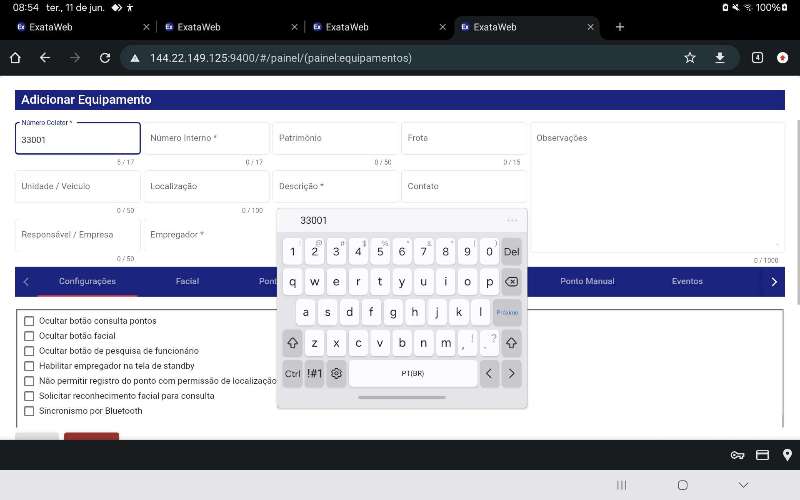 08:54 ter., 11 de jun. 100%
ExataWeb ExataWeb ExataWeb ExataWeb
144.22.149.125:9400/#/painel/(painel:equipamentos) 4
Adicionar Equipamento
Número Coletor *
33001 Número Interno * Patrimônio Frota Observações
5 / 17 0 / 17 0 / 50 0 / 15
Unidade / Veículo Localização Descrição * Contato
0 / 50 0 / 100
Responsável / Empresa Empregador *
0 / 50 0 / 1000
Configurações Facial Pont Ponto Manual Eventos
Ocultar botão consulta pontos
Ocultar botão facial
Ocultar botão de pesquisa de funcionário
Habilitar empregador na tela de standby
Não permitir registro do ponto com permissão de localização
Solicitar reconhecimento facial para consulta
Sincronismo por Bluetooth
33001 ...
1 2 3 4 5 6 7 8 9 0 Del
q w e r t y u i o p
a s d f g h j k l Próximo
z x c v b n m , ! . ?
Ctrl !#1 PT(BR) < >